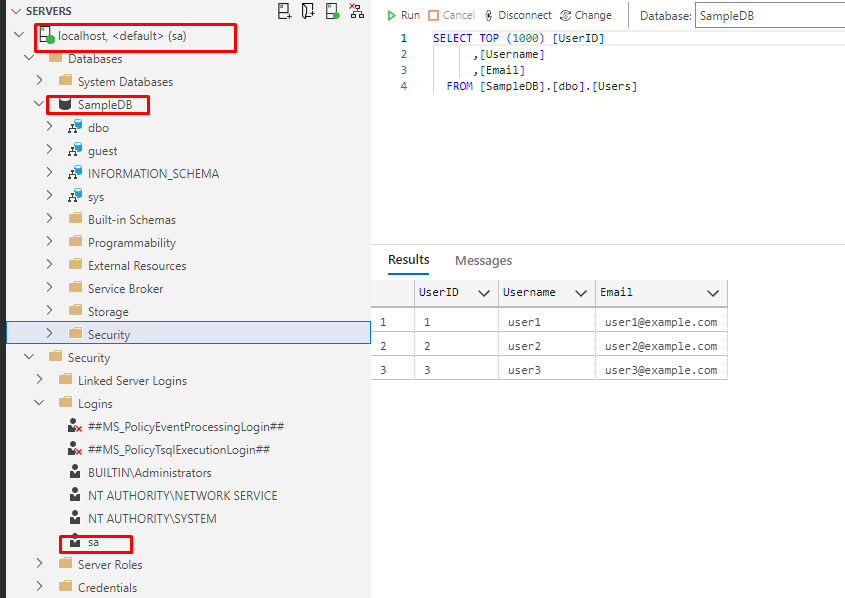 SERVERS
localhost, <default> (sa)
Databases
System Databases
SampleDB
dbo
guest
INFORMATION_SCHEMA
sys
Built-in Schemas
Programmability
External Resources
Service Broker
Storage
Security
Security
Linked Server Logins
Logins
##MS_PolicyEventProcessingLogin##
##MS_PolicyTsqlExecutionLogin##
BUILTIN\Administrators
NT AUTHORITY\NETWORK SERVICE
NT AUTHORITY\SYSTEM
sa
Server Roles
Credentials
Run Cancel Disconnect Change Database: SampleDB
1 SELECT TOP (1000) [UserID]
2 ,[Username]
3 ,[Email]
4 FROM [SampleDB].[dbo].[Users]
Results Messages
UserID Username Email
1 1 user1 user1@example.com
2 2 user2 user2@example.com
3 3 user3 user3@example.com